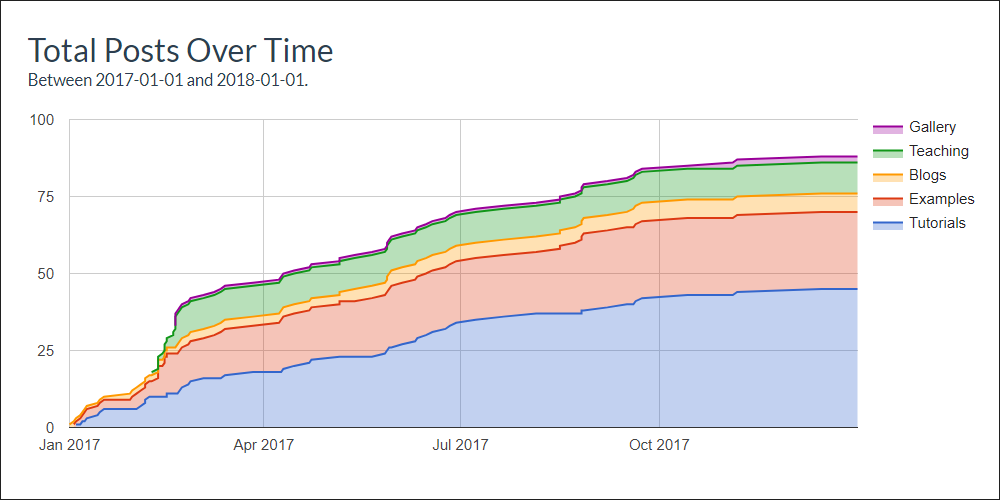 Total Posts Over Time
Between 2017-01-01 and 2018-01-01.
100
75
50
25
0
Jan 2017
Apr 2017
Jul 2017
Oct 2017
Gallery
Teaching
Blogs
Examples
Tutorials